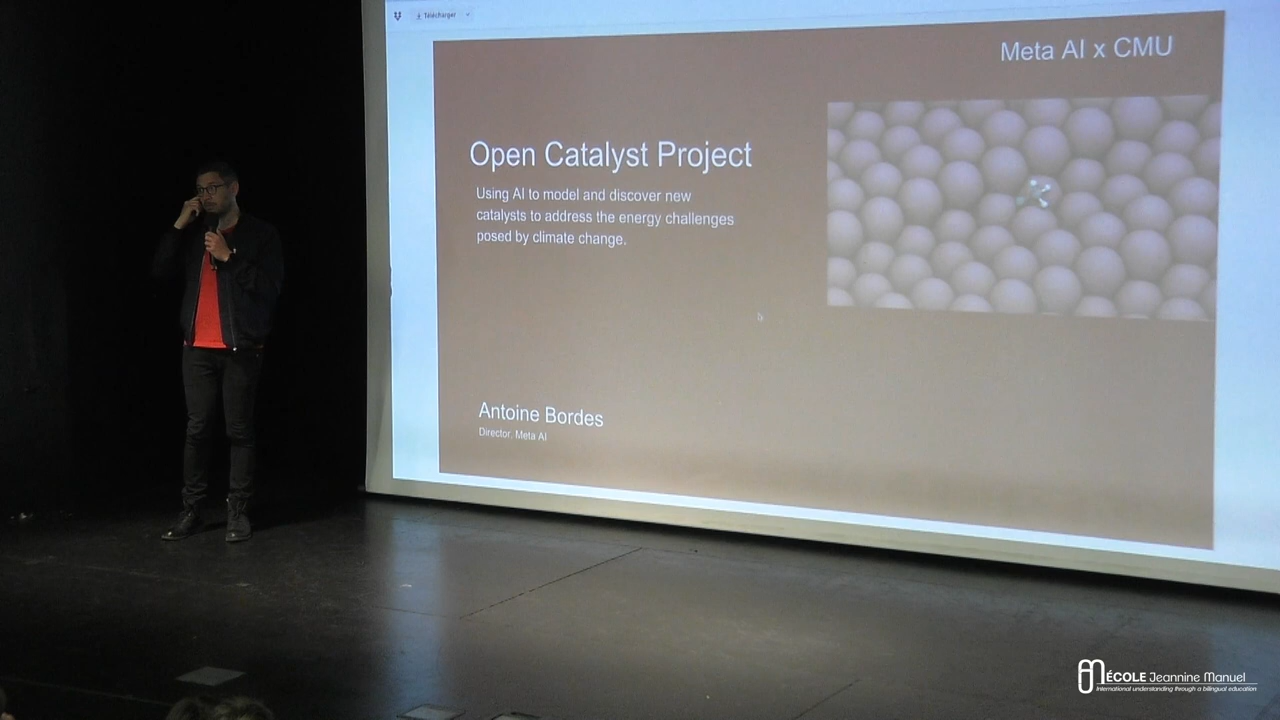 Télécharger
Meta AI x CMU
Open Catalyst Project
Using AI to model and discover new
catalysts to address the energy challenges
posed by climate change.
Antoine Bordes
Director, Meta AI
ÉCOLE Jeannine Manuel
International understanding through a bilingual education